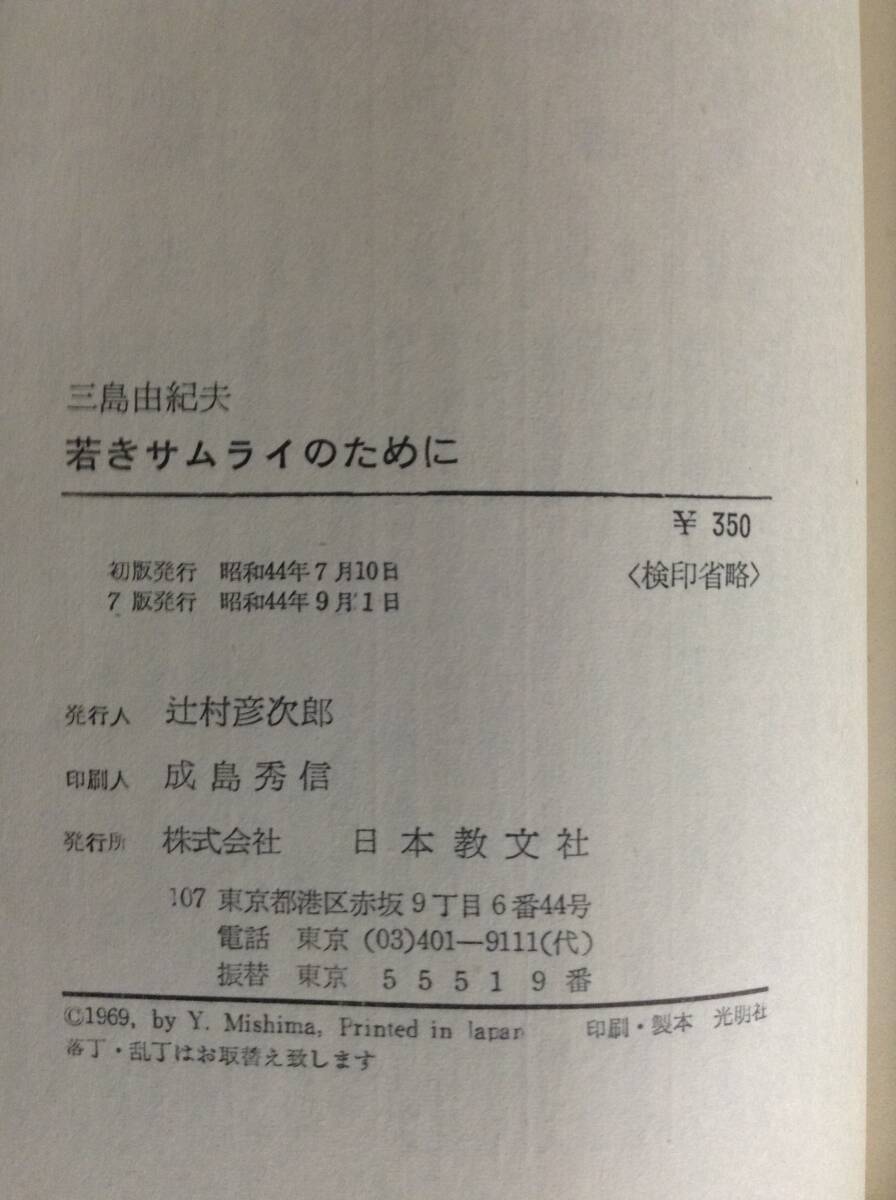 三島由紀夫
若きサムライのために
¥ 350
初版発行 昭和44年7月10日 〈検印省略〉
7 版発行 昭和44年9月1日
発行人 辻村彦次郎
印刷人 成島秀信
発行所 株式会社 日本教文社
107 東京都港区赤坂9丁目6番44号
電話 東京 (03)401―9111(代)
振替 東京 55519番
©1969, by Y. Mishima, Printed in Japan 印刷・製本 光明社
落丁・乱丁はお取替え致します